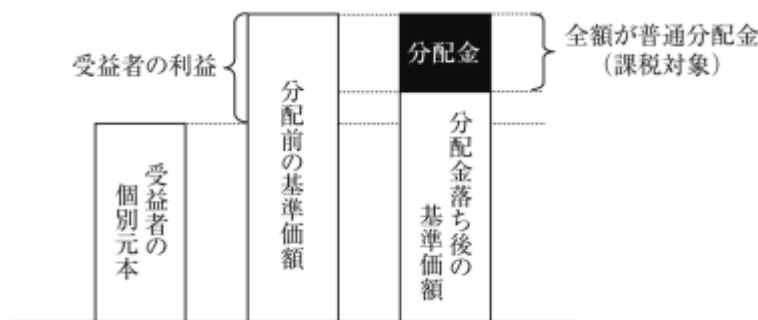 受益者の利益
受益者の
個別元本
分配前の基準価額
分配金
分配金落ち後の
基準価額
全額が普通分配金
(課税対象)